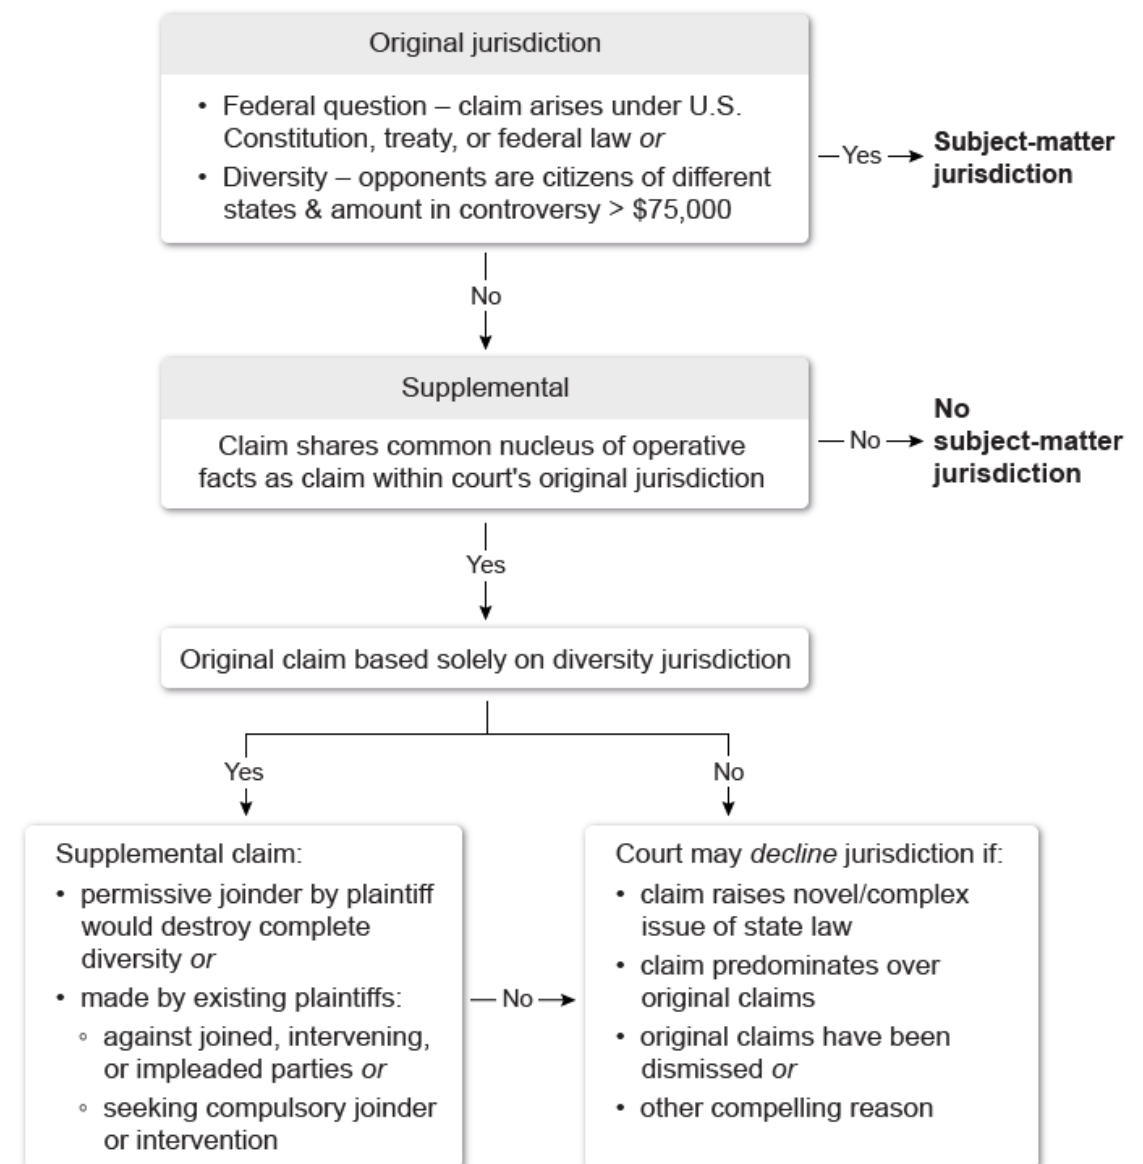 Original jurisdiction
• Federal question – claim arises under U.S.
Constitution, treaty, or federal law or
• Diversity – opponents are citizens of different
states & amount in controversy > $75,000
Yes
Subject-matter
jurisdiction
No
Supplemental
Claim shares common nucleus of operative
facts as claim within court's original jurisdiction
No
No
subject-matter
jurisdiction
Yes
Original claim based solely on diversity jurisdiction
Yes
No
Supplemental claim:
• permissive joinder by plaintiff
would destroy complete
diversity or
• made by existing plaintiffs:
◦ against joined, intervening,
or impleaded parties or
◦ seeking compulsory joinder
or intervention
No
Court may decline jurisdiction if:
• claim raises novel/complex
issue of state law
• claim predominates over
original claims
• original claims have been
dismissed or
• other compelling reason